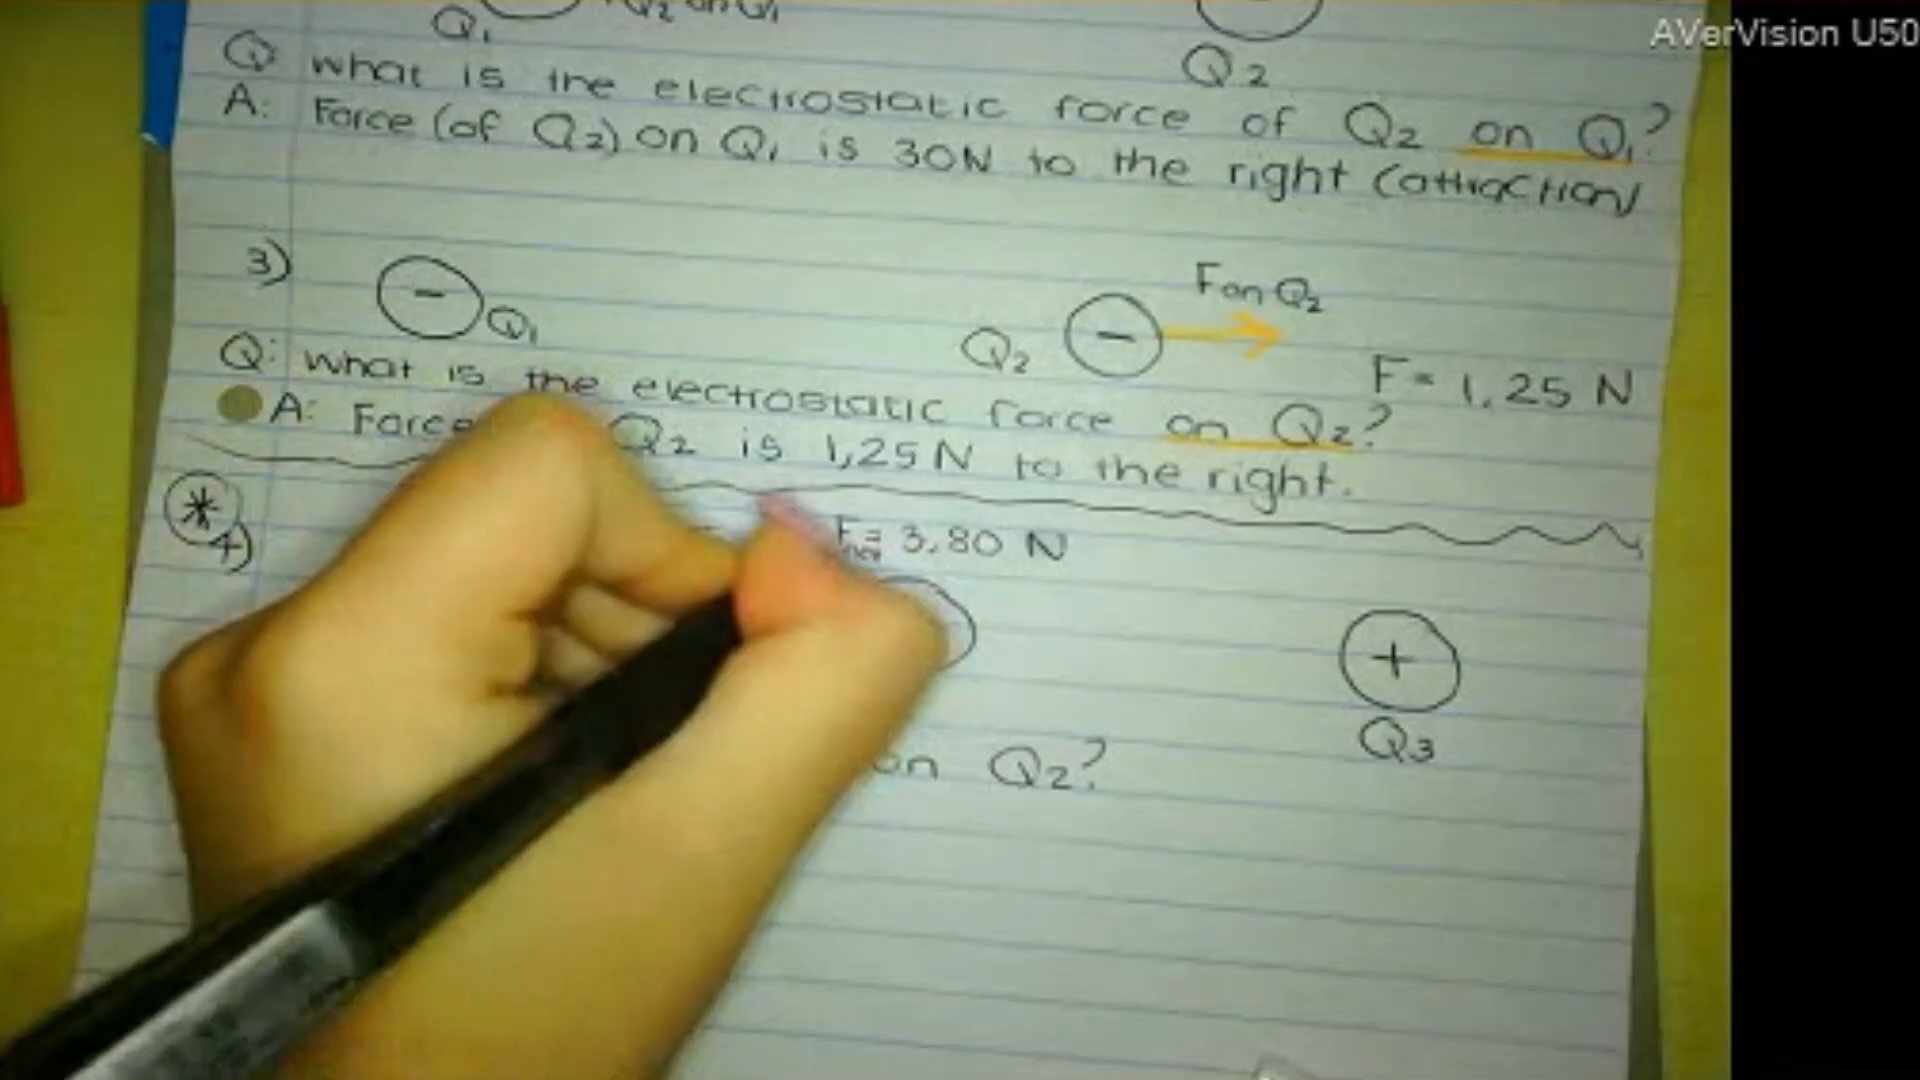 AVerVision U50
Q1
Q2
Q what is the electrostatic force of Q2 on Q1?
A: Force (of Q2) on Q1 is 30N to the right (attraction)
3)
-
Q1
Q2
-
F on Q2
F = 1,25 N
Q: what is the electrostatic force on Q2?
A: Force Q2 is 1,25N to the right.
*
4)
= 3,80 N
+
Q3
on Q2?